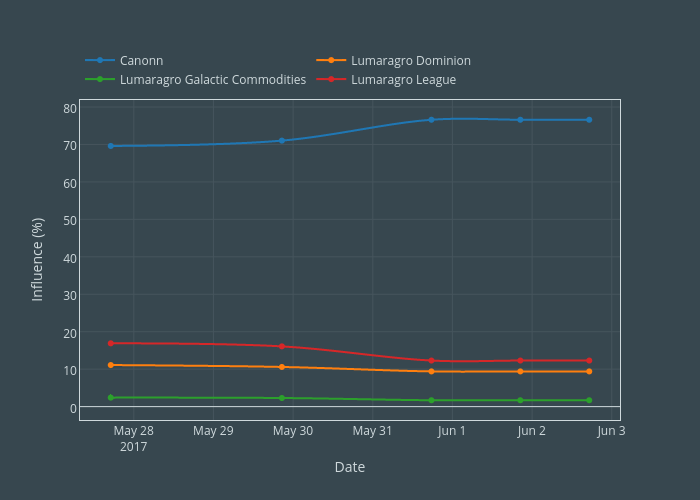 Canonn
Lumaragro Dominion
Lumaragro Galactic Commodities
Lumaragro League
80
70
60
50
40
30
20
10
0
Influence (%)
May 28
2017
May 29
May 30
May 31
Jun 1
Jun 2
Jun 3
Date